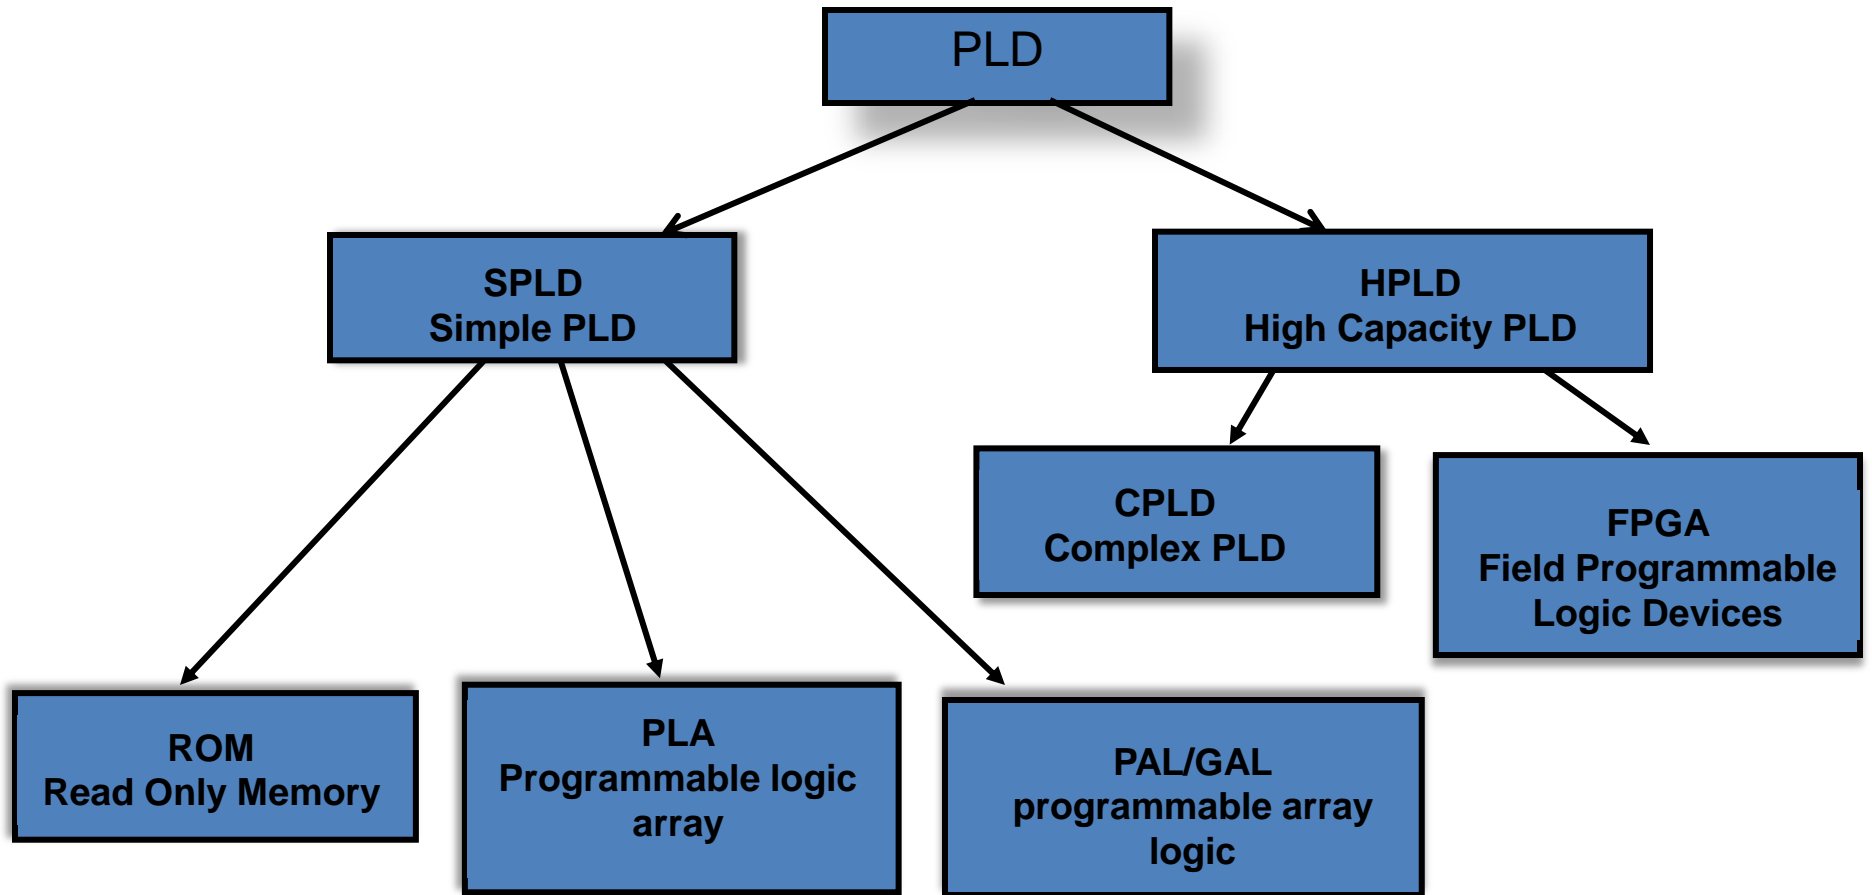 PLD
SPLD
Simple PLD
HPLD
High Capacity PLD
CPLD
Complex PLD
FPGA
Field Programmable
Logic Devices
ROM
Read Only Memory
PLA
Programmable logic
array
PAL/GAL
programmable array
logic